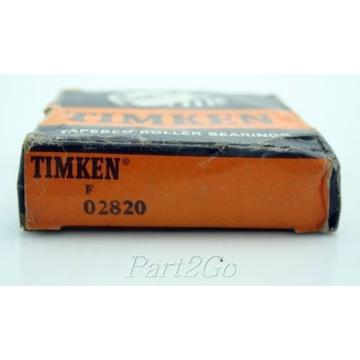 TIMKEN
TAPERED ROLLER BEARINGS
TIMKEN®
F
02820
Part2Go